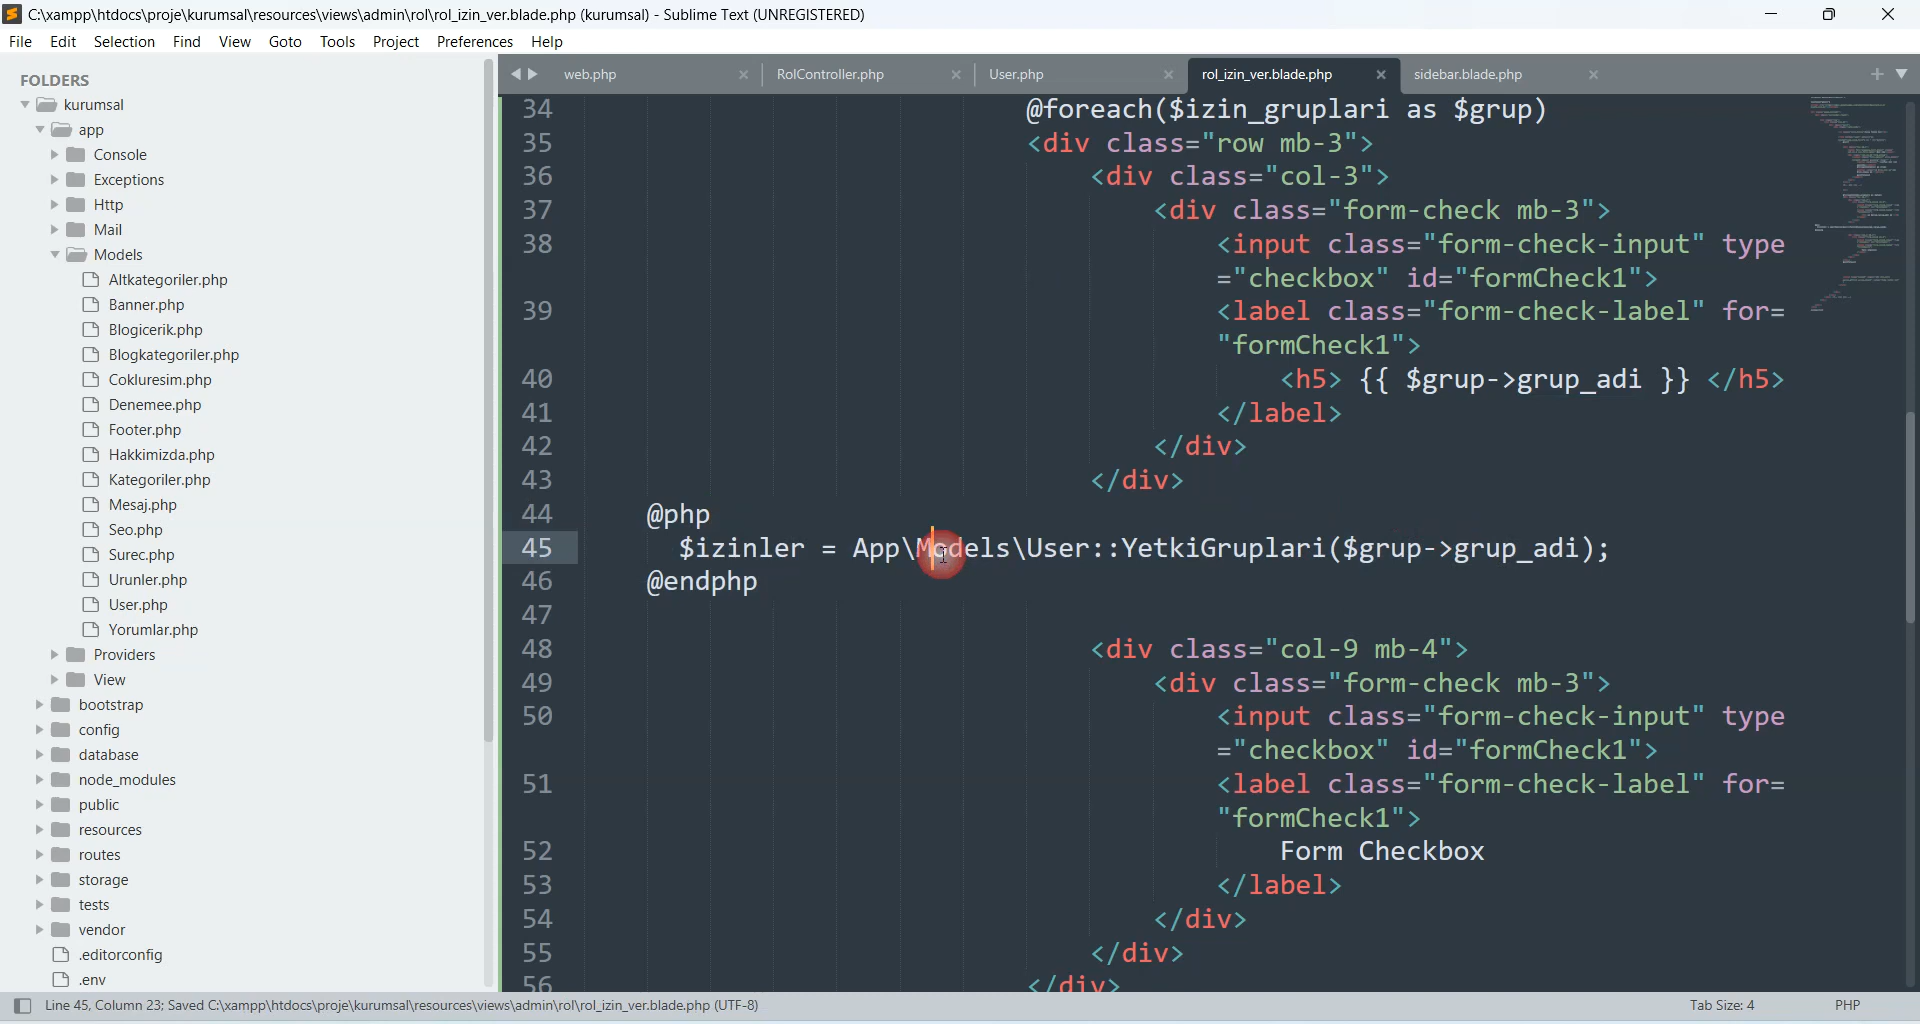 C:\xampp\htdocs\proje\kurumsal\resources\views\admin\rol\rol_izin_ver.blade.php (kurumsal) - Sublime Text (UNREGISTERED)
File Edit Selection Find View Goto Tools Project Preferences Help
FOLDERS
kurumsal
app
Console
Exceptions
Http
Mail
Models
Altkategoriler.php
Banner.php
Blogicerik.php
Blogkategoriler.php
Cokluresim.php
Denemee.php
Footer.php
Hakkimizda.php
Kategoriler.php
Mesaj.php
Seo.php
Surec.php
Urunler.php
User.php
Yorumlar.php
Providers
View
bootstrap
config
database
node_modules
public
resources
routes
storage
tests
vendor
.editorconfig
.env
web.php RolController.php User.php rol_izin_ver.blade.php sidebar.blade.php
34 @foreach($izin_gruplari as $grup)
35 <div class="row mb-3">
36 <div class="col-3">
37 <div class="form-check mb-3">
38 <input class="form-check-input" type
="checkbox" id="formCheck1">
39 <label class="form-check-label" for=
"formCheck1">
40 <h5> {{ $grup->grup_adi }} </h5>
41 </label>
42 </div>
43 </div>
44 @php
45 $izinler = App\Models\User::YetkiGruplari($grup->grup_adi);
46 @endphp
47
48 <div class="col-9 mb-4">
49 <div class="form-check mb-3">
50 <input class="form-check-input" type
="checkbox" id="formCheck1">
51 <label class="form-check-label" for=
"formCheck1">
52 Form Checkbox
53 </label>
54 </div>
55 </div>
56 </div>
Line 45, Column 23; Saved C:\xampp\htdocs\proje\kurumsal\resources\views\admin\rol\rol_izin_ver.blade.php (UTF-8) Tab Size: 4 PHP